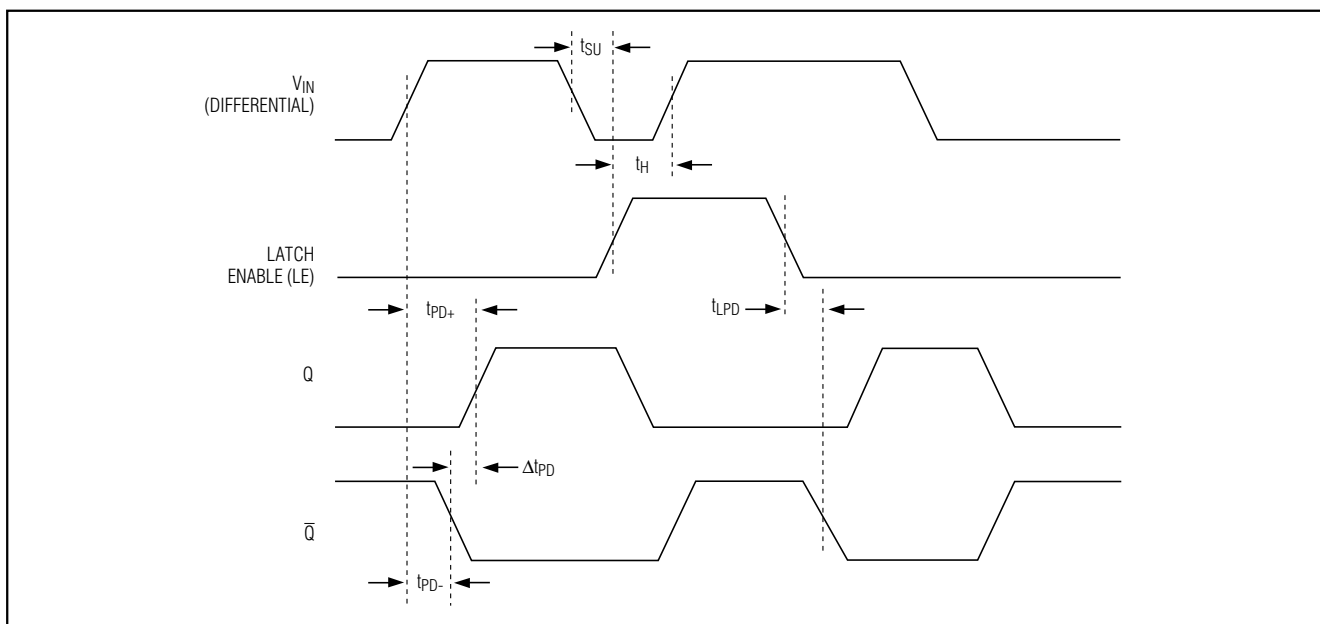 tSU
VIN
(DIFFERENTIAL)
tH
LATCH
ENABLE (LE)
tPD+
tLPD
Q
ΔtPD
Q̅
tPD-